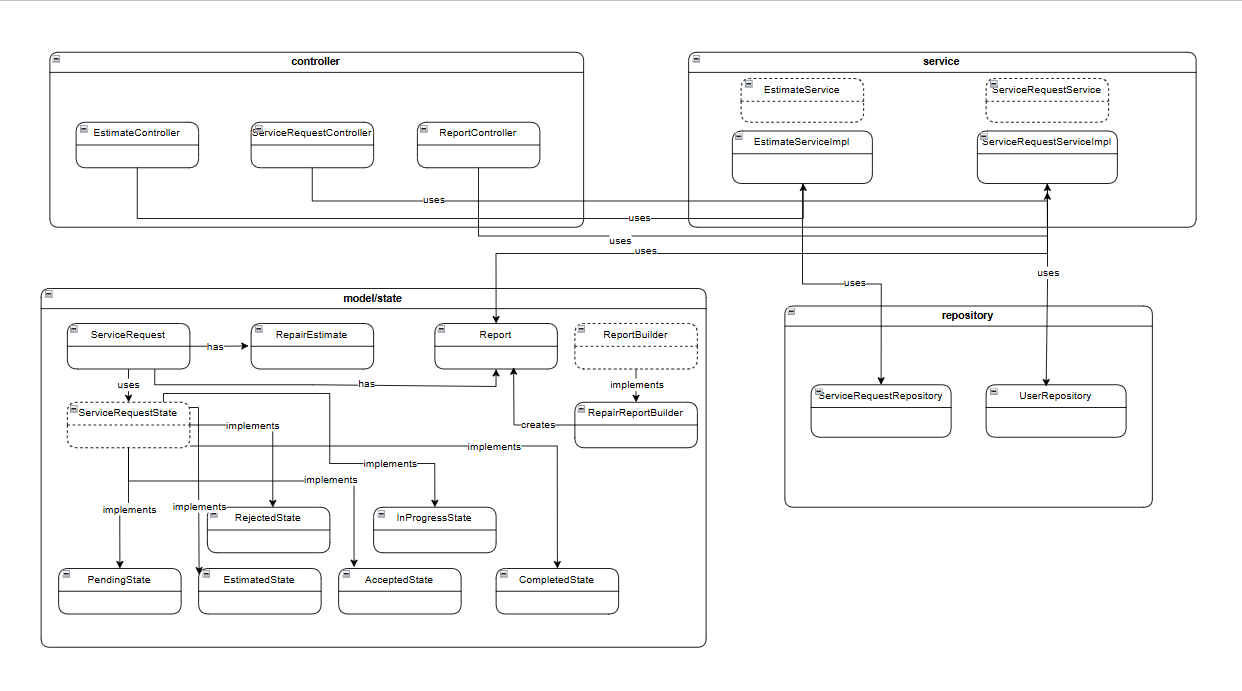 controller
EstimateController
ServiceRequestController
ReportController
service
EstimateService
ServiceRequestService
EstimateServiceImpl
ServiceRequestServiceImpl
uses
uses
uses
uses
uses
uses
model/state
ServiceRequest
has
RepairEstimate
Report
ReportBuilder
uses
has
implements
ServiceRequestState
RepairReportBuilder
implements
creates
implements
implements
implements
implements
implements
RejectedState
InProgressState
PendingState
EstimatedState
AcceptedState
CompletedState
repository
ServiceRequestRepository
UserRepository